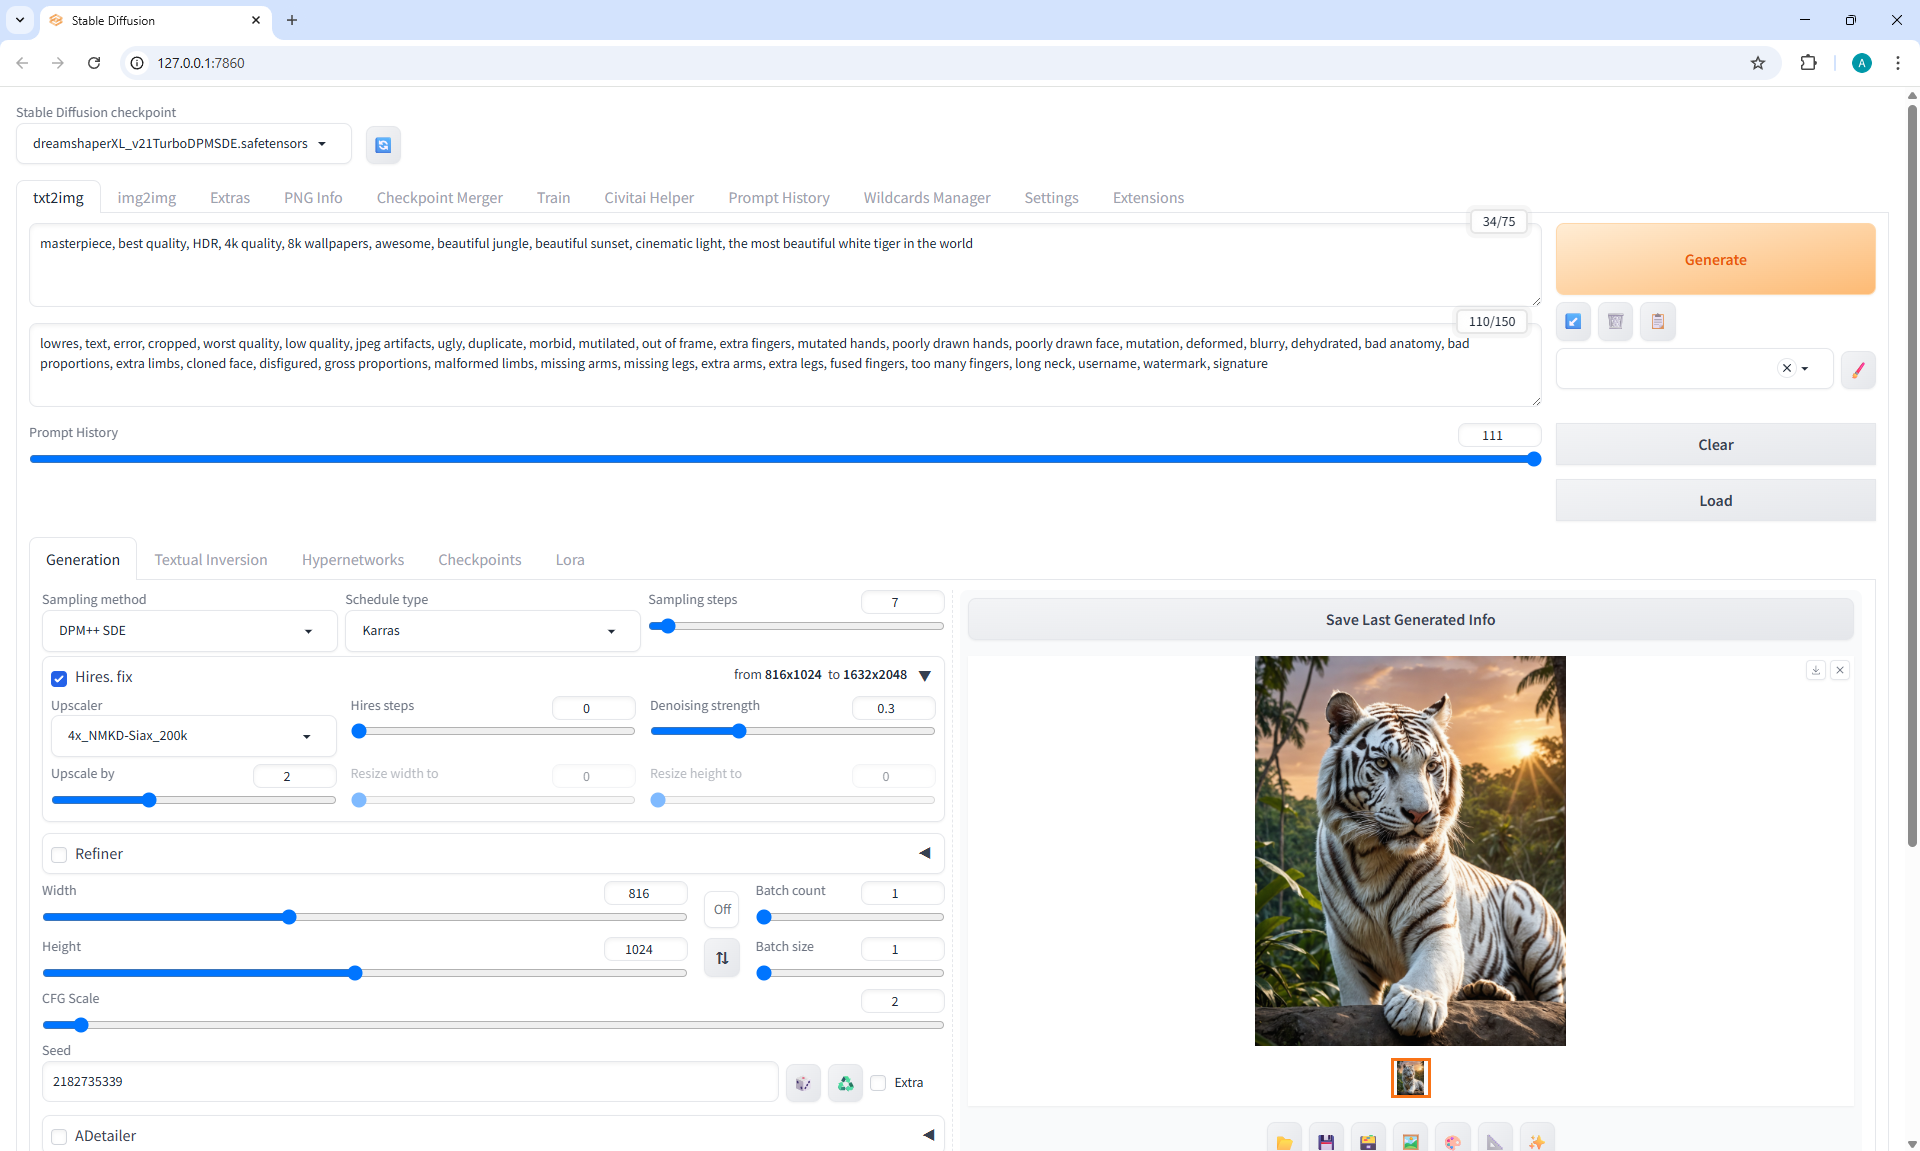 Stable Diffusion
127.0.0.1:7860
A
Stable Diffusion checkpoint
dreamshaperXL_v21TurboDPMSDE.safetensors
txt2img img2img Extras PNG Info Checkpoint Merger Train Civitai Helper Prompt History Wildcards Manager Settings Extensions
34/75
masterpiece, best quality, HDR, 4k quality, 8k wallpapers, awesome, beautiful jungle, beautiful sunset, cinematic light, the most beautiful white tiger in the world
Generate
110/150
lowres, text, error, cropped, worst quality, low quality, jpeg artifacts, ugly, duplicate, morbid, mutilated, out of frame, extra fingers, mutated hands, poorly drawn hands, poorly drawn face, mutation, deformed, blurry, dehydrated, bad anatomy, bad
proportions, extra limbs, cloned face, disfigured, gross proportions, malformed limbs, missing arms, missing legs, extra arms, extra legs, fused fingers, too many fingers, long neck, username, watermark, signature
Prompt History 111
Clear
Load
Generation Textual Inversion Hypernetworks Checkpoints Lora
Sampling method Schedule type Sampling steps 7
DPM++ SDE Karras
Save Last Generated Info
Hires. fix from 816x1024 to 1632x2048
Upscaler Hires steps 0 Denoising strength 0.3
4x_NMKD-Siax_200k
Upscale by 2 Resize width to 0 Resize height to 0
Refiner
Width 816 Batch count 1
Off
Height 1024 Batch size 1
CFG Scale 2
Seed
2182735339
Extra
ADetailer